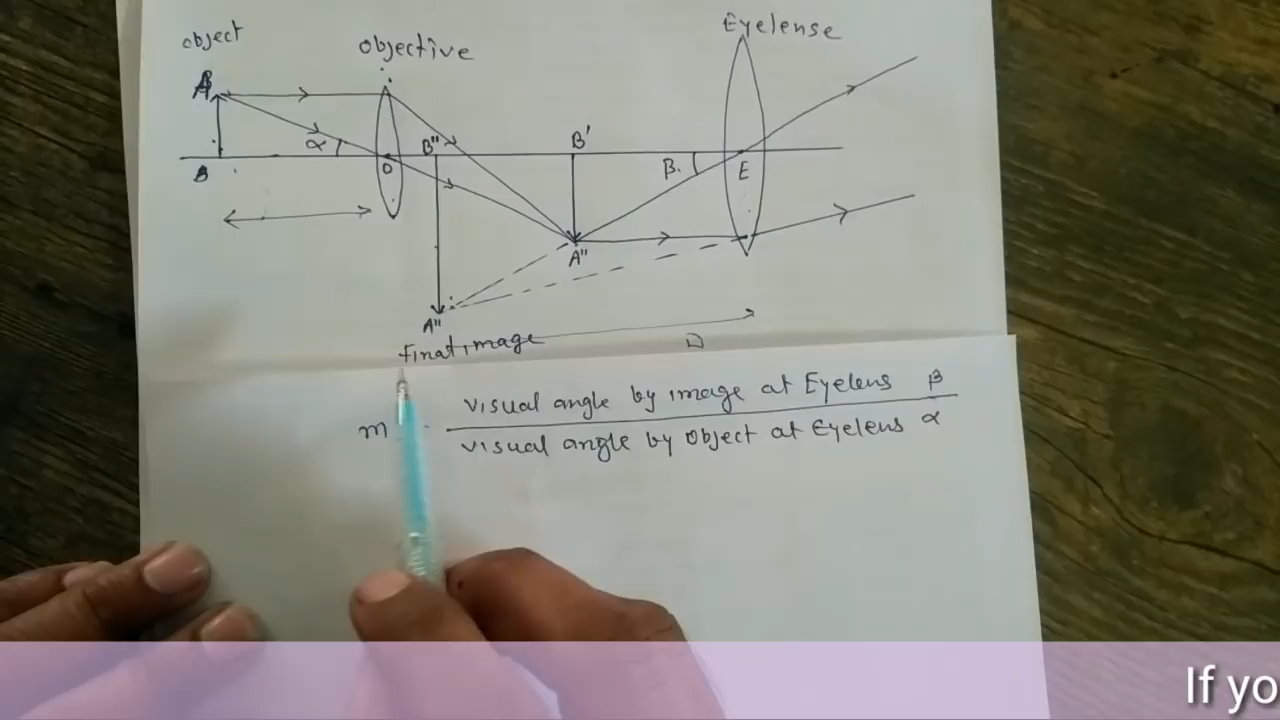 object
objective
Eyelense
A
α
B
O
B"
B'
β.
E
A"
A"
Final image
D
m
visual angle by image at Eyelens β
visual angle by Object at Eyelens α
If yo